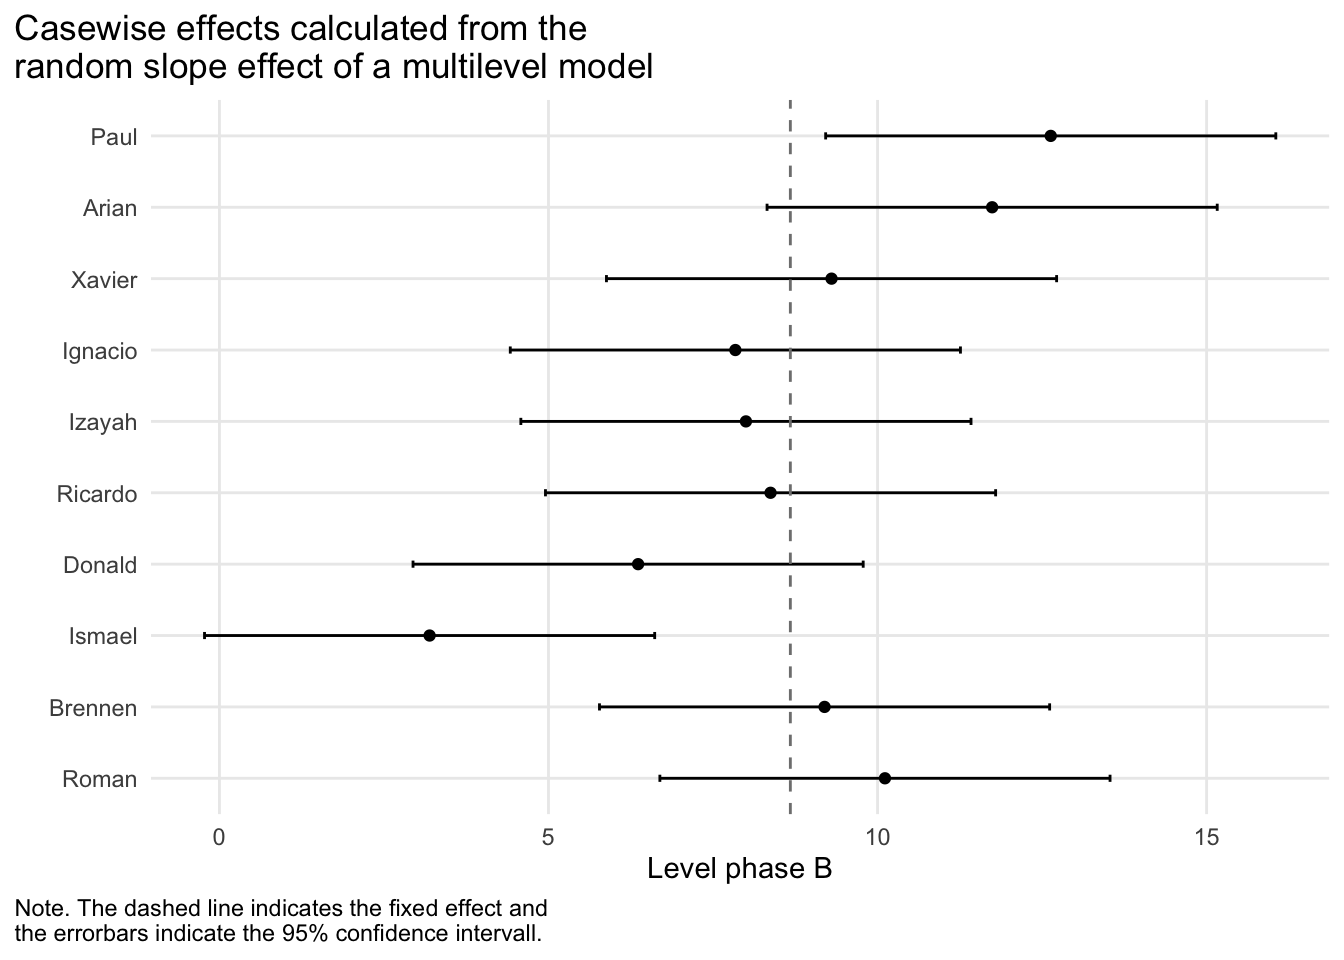 Casewise effects calculated from the
random slope effect of a multilevel model
Paul
Arian
Xavier
Ignacio
Izayah
Ricardo
Donald
Ismael
Brennen
Roman
0 5 10 15
Level phase B
Note. The dashed line indicates the fixed effect and
the errorbars indicate the 95% confidence intervall.